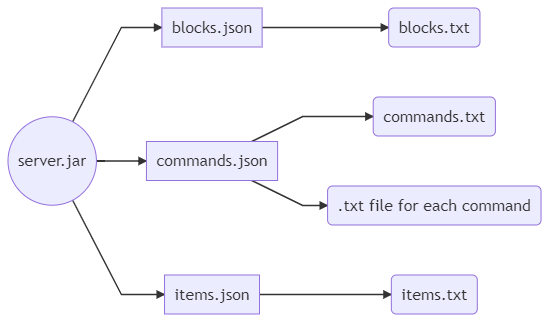 blocks.json
blocks.txt
commands.txt
server.jar
commands.json
.txt file for each command
items.json
items.txt